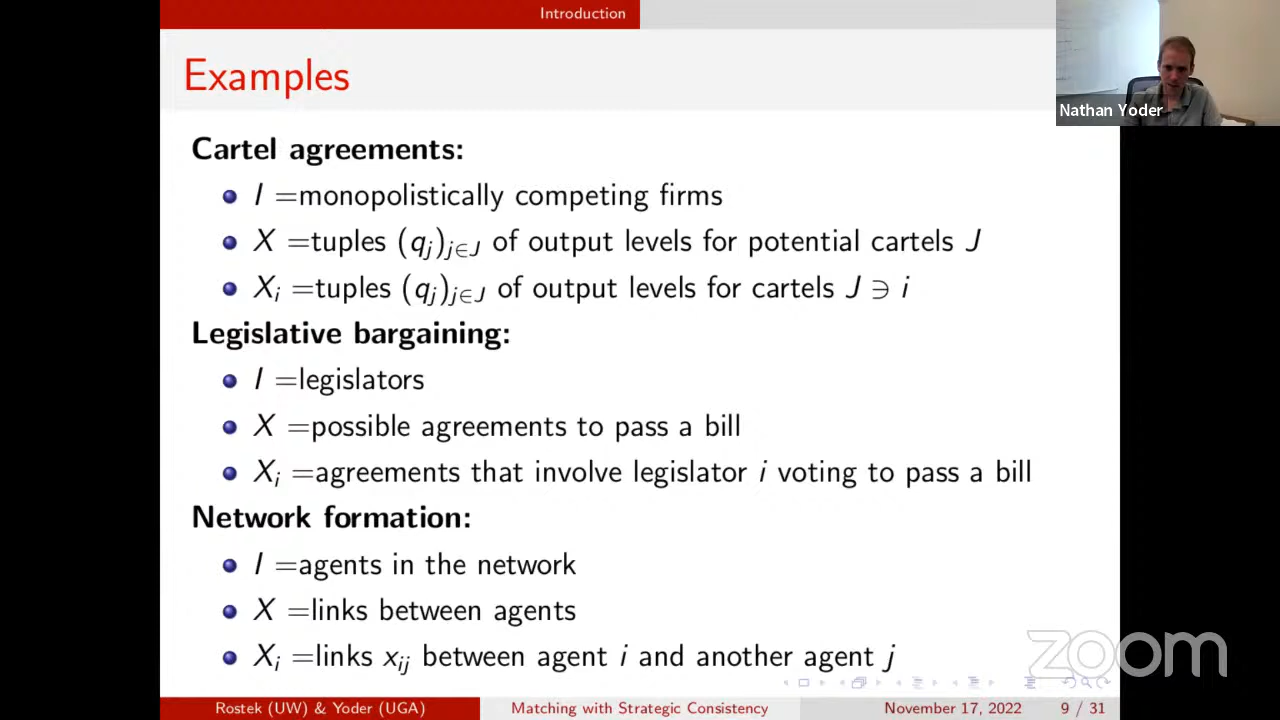 Introduction
Examples
Nathan Yoder
Cartel agreements:
I =monopolistically competing firms
X =tuples (q_j)_{j∈J} of output levels for potential cartels J
X_i =tuples (q_j)_{j∈J} of output levels for cartels J ∋ i
Legislative bargaining:
I =legislators
X =possible agreements to pass a bill
X_i =agreements that involve legislator i voting to pass a bill
Network formation:
I =agents in the network
X =links between agents
X_i =links x_{ij} between agent i and another agent j
zoom
Rostek (UW) & Yoder (UGA) Matching with Strategic Consistency November 17, 2022 9 / 31